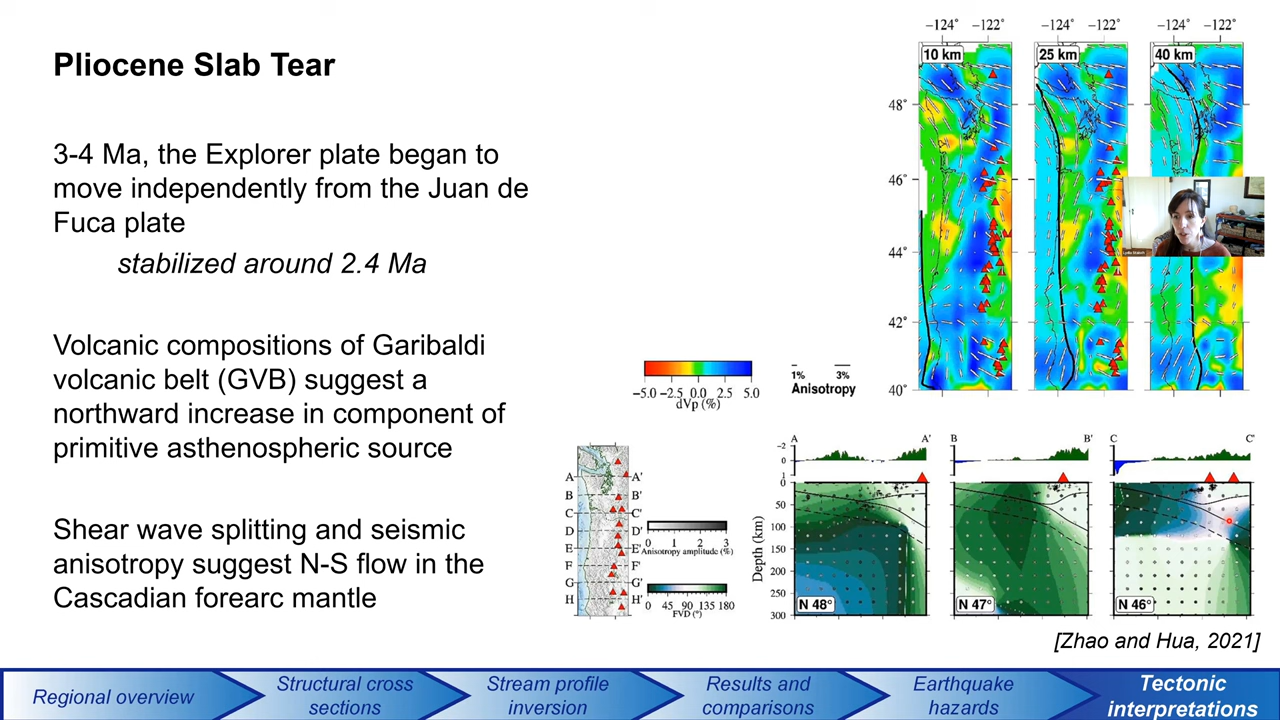 Pliocene Slab Tear
3-4 Ma, the Explorer plate began to
move independently from the Juan de
Fuca plate
stabilized around 2.4 Ma
Volcanic compositions of Garibaldi
volcanic belt (GVB) suggest a
northward increase in component of
primitive asthenospheric source
Shear wave splitting and seismic
anisotropy suggest N-S flow in the
Cascadian forearc mantle
−124° −122° −124° −122° −124° −122°
10 km 25 km 40 km
48°
46°
44°
42°
40°
−5.0 −2.5 0.0 2.5 5.0
dVp (%)
1% 3%
Anisotropy
A A'
B B'
C C'
D D'
E E'
F F'
G G'
H H'
0 1 2 3
Anisotropy amplitude (%)
0 45 90 135 180
FVD (°)
A A' B B' C C'
−2
0
0
50
100
150
200
250
300
Depth (km)
N 48° N 47° N 46°
[Zhao and Hua, 2021]
Regional overview
Structural cross
sections
Stream profile
inversion
Results and
comparisons
Earthquake
hazards
Tectonic
interpretations